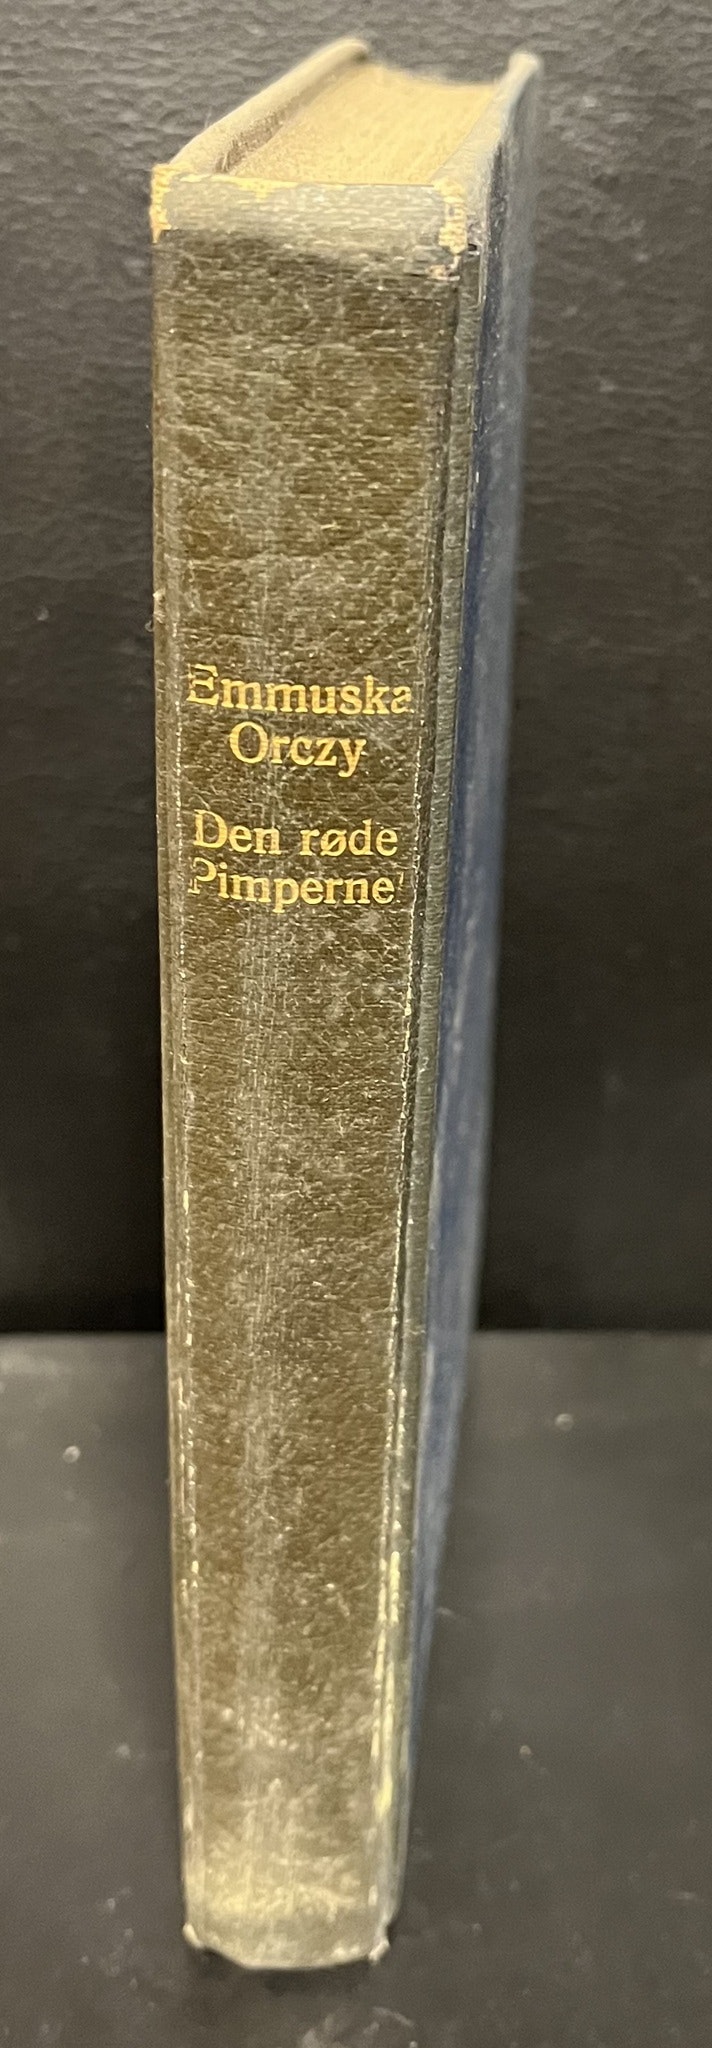 Emmuska
Orczy
Den røde
Pimpernel